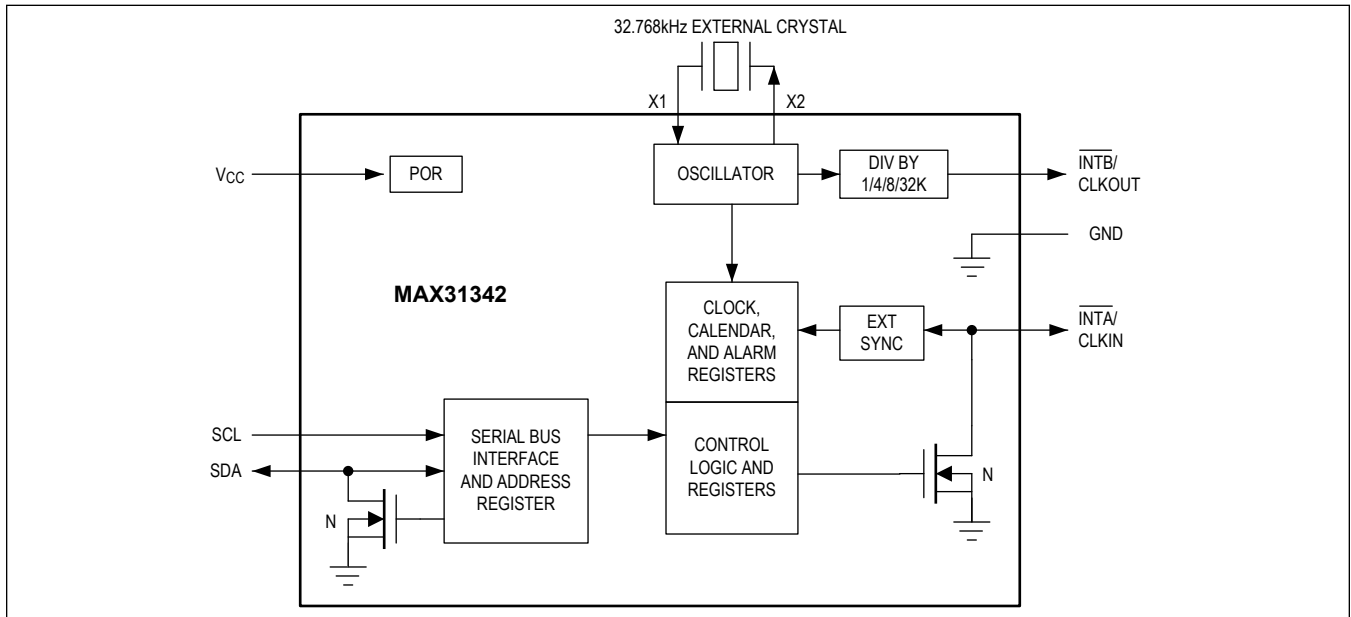 32.768kHz EXTERNAL CRYSTAL
X1
X2
VCC
POR
OSCILLATOR
DIV BY
1/4/8/32K
INTB/
CLKOUT
GND
MAX31342
CLOCK,
CALENDAR,
AND ALARM
REGISTERS
EXT
SYNC
INTA/
CLKIN
SCL
SDA
SERIAL BUS
INTERFACE
AND ADDRESS
REGISTER
CONTROL
LOGIC AND
REGISTERS
N
N